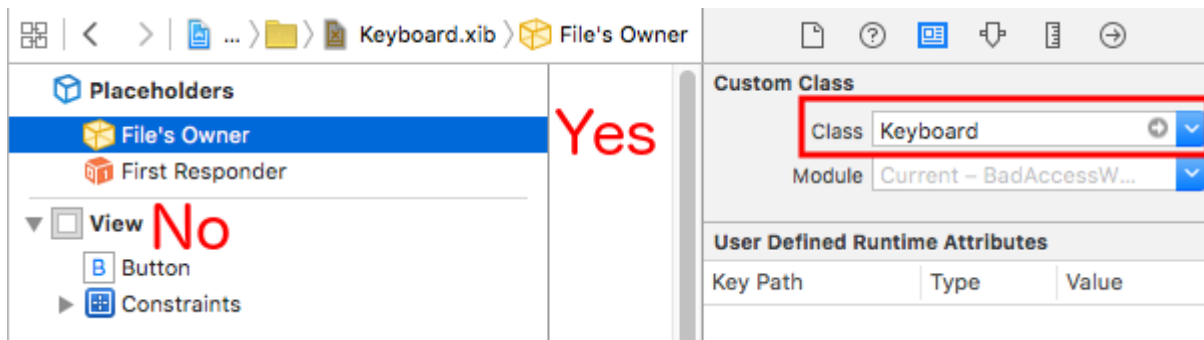 ... Keyboard.xib File's Owner
Placeholders
File's Owner
First Responder
Yes
View
No
B Button
Constraints
Custom Class
Class Keyboard
Module Current – BadAccessW...
User Defined Runtime Attributes
Key Path Type Value